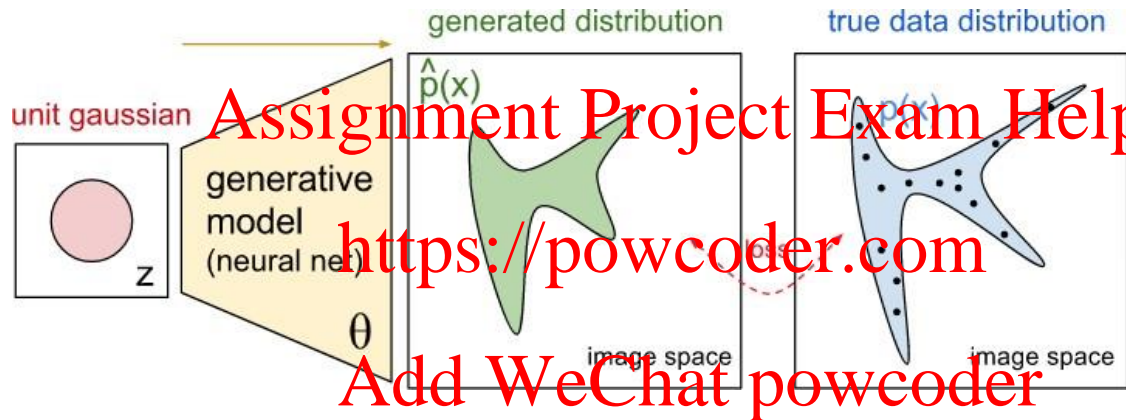 generated distribution
true data distribution
p̂(x)
unit gaussian
Assignment Project Exam Help
p(x)
generative
model
(neural net)
https://powcoder.com
loss
z
θ
image space
image space
Add WeChat powcoder